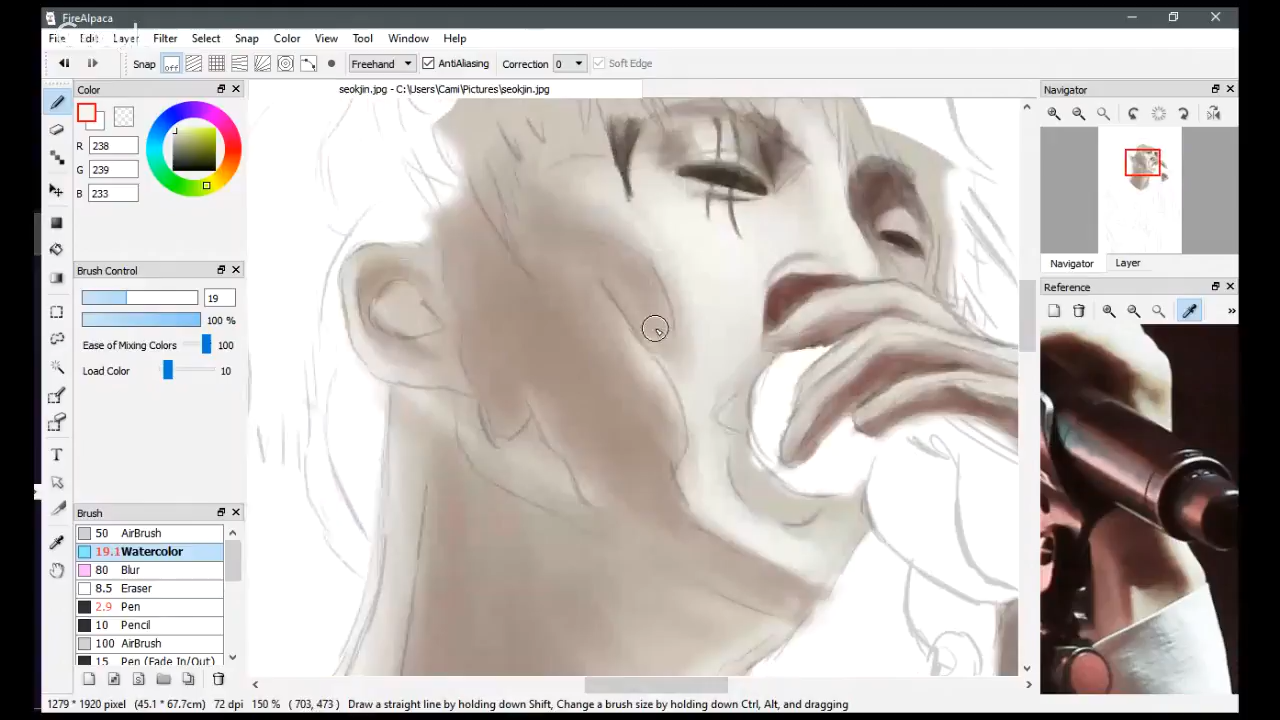 FireAlpaca
File Edit Layer Filter Select Snap Color View Tool Window Help
Snap off Freehand AntiAliasing Correction 0 Soft Edge
Color
seokjin.jpg - C:\Users\Cami\Pictures\seokjin.jpg
Navigator
R 238
G 239
B 233
Navigator Layer
Brush Control
Reference
19
100 %
Ease of Mixing Colors 100
Load Color 10
»
Brush
50 AirBrush
19.1 Watercolor
80 Blur
8.5 Eraser
2.9 Pen
10 Pencil
100 AirBrush
15 Pen (Fade In/Out)
T
1279 * 1920 pixel (45.1 * 67.7cm) 72 dpi 150 % ( 703, 473 ) Draw a straight line by holding down Shift, Change a brush size by holding down Ctrl, Alt, and dragging